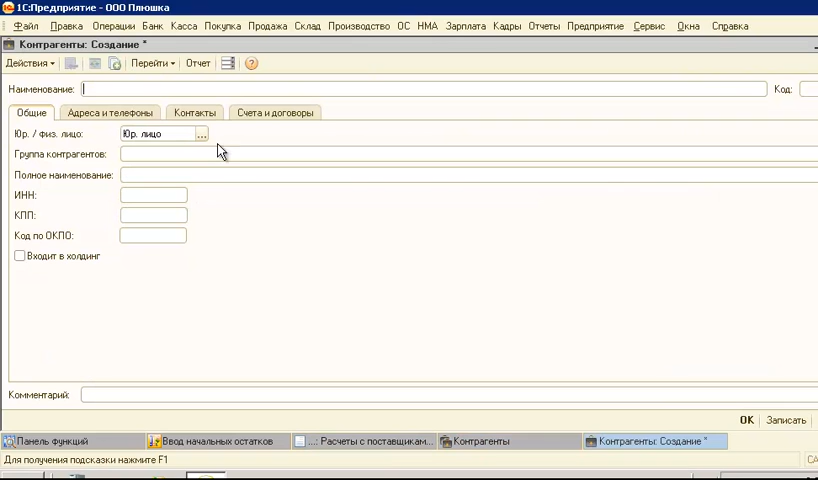 1С:Предприятие - ООО Плюшка
Файл Правка Операции Банк Касса Покупка Продажа Склад Производство ОС НМА Зарплата Кадры Отчеты Предприятие Сервис Окна Справка
Контрагенты: Создание *
Действия Перейти Отчет
Наименование: Код:
Общие Адреса и телефоны Контакты Счета и договоры
Юр. / физ. лицо: Юр. лицо ...
Группа контрагентов:
Полное наименование:
ИНН:
КПП:
Код по ОКПО:
Входит в холдинг
Комментарий:
OK Записать
Панель функций Ввод начальных остатков ...: Расчеты с поставщикам... Контрагенты Контрагенты: Создание *
Для получения подсказки нажмите F1